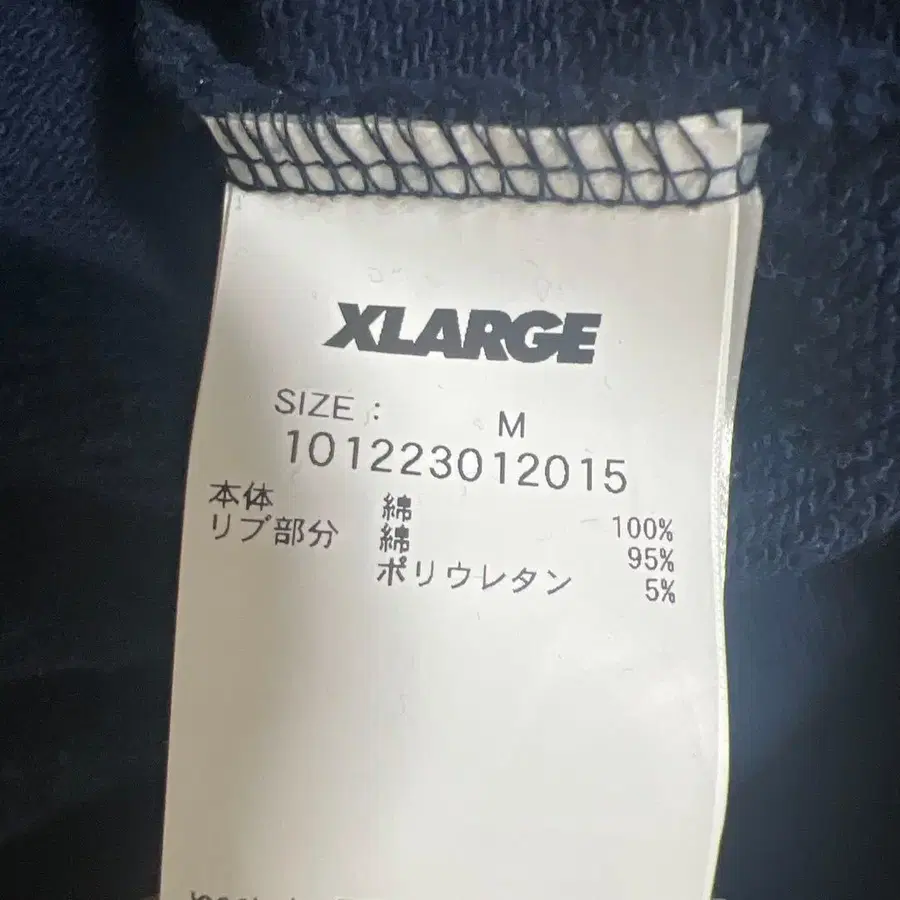 XLARGE
SIZE : M
101223012015
本体 綿 100%
リブ部分 綿 95%
ポリウレタン 5%